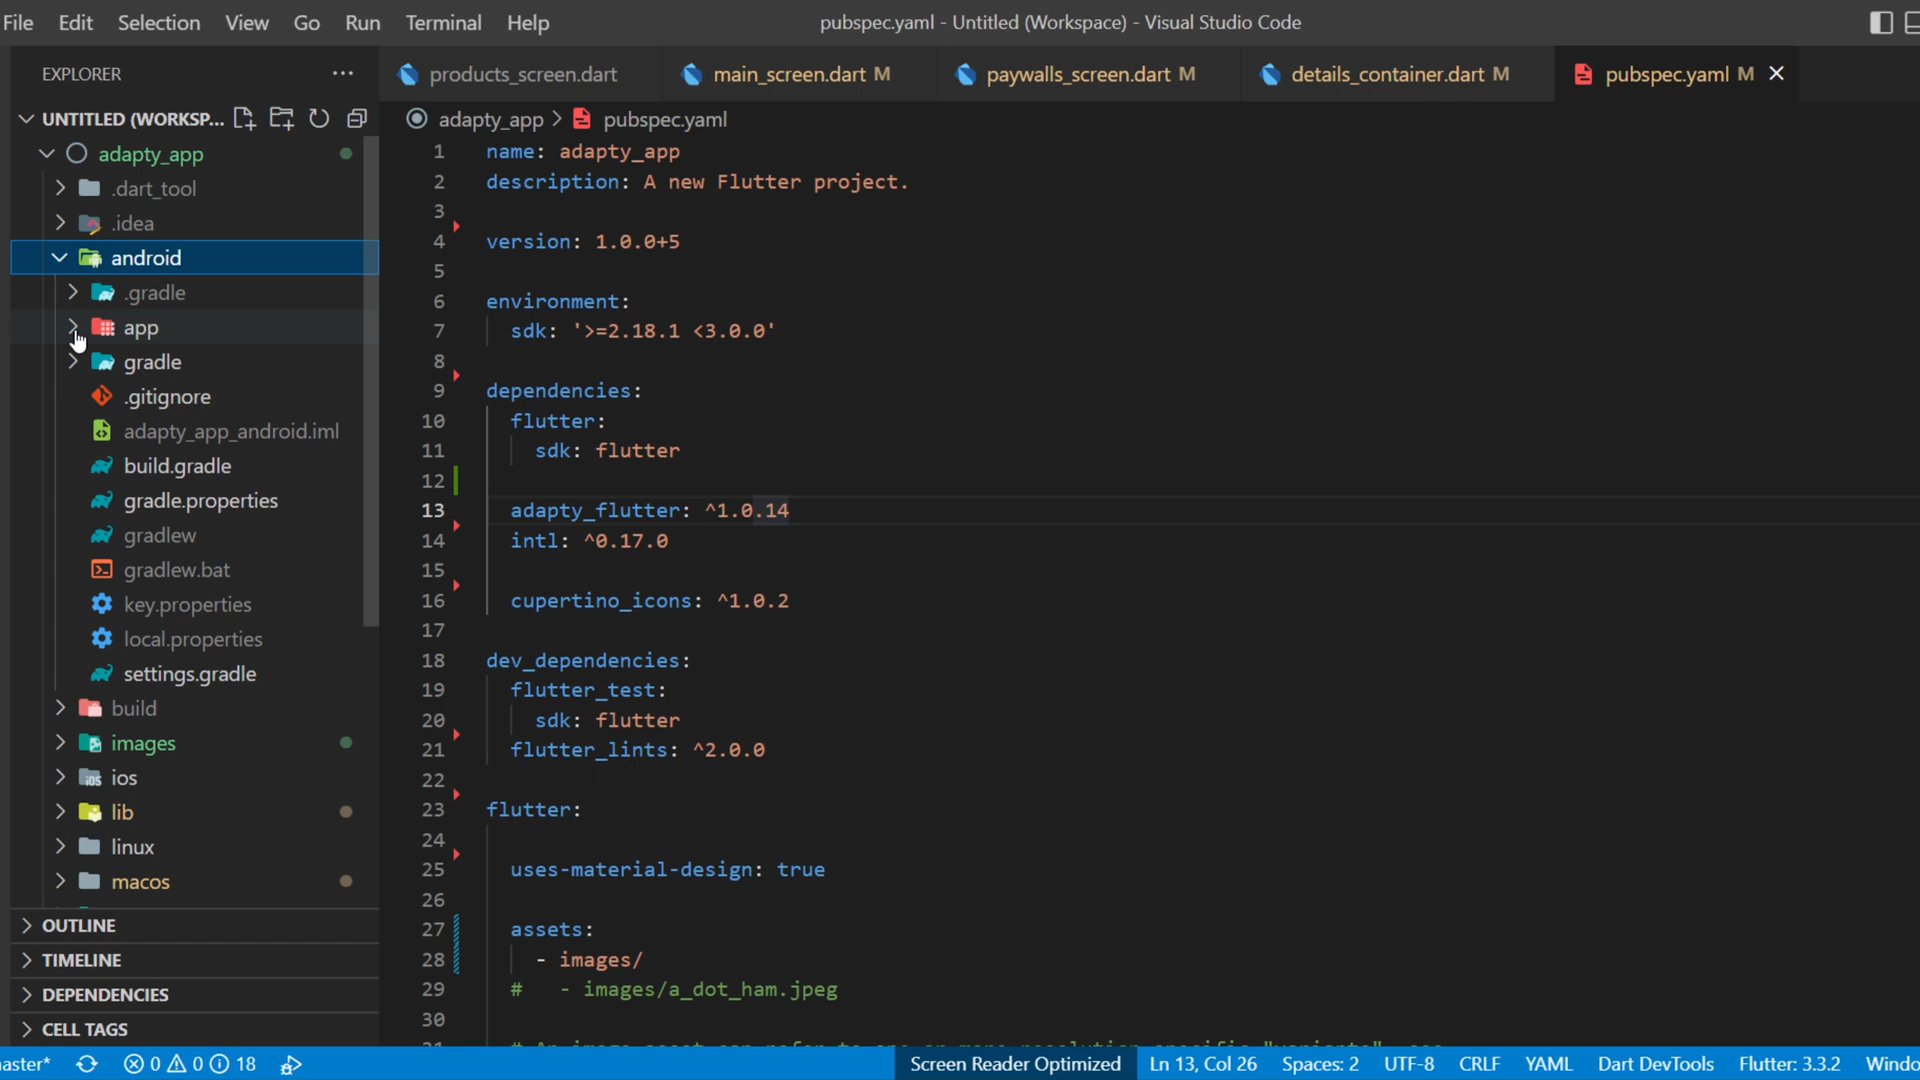 File Edit Selection View Go Run Terminal Help pubspec.yaml - Untitled (Workspace) - Visual Studio Code
EXPLORER ···
products_screen.dart main_screen.dart M paywalls_screen.dart M details_container.dart M pubspec.yaml M
UNTITLED (WORKSP...
adapty_app > pubspec.yaml
adapty_app
.dart_tool
.idea
android
.gradle
app
gradle
.gitignore
adapty_app_android.iml
build.gradle
gradle.properties
gradlew
gradlew.bat
key.properties
local.properties
settings.gradle
build
images
ios
lib
linux
macos
OUTLINE
TIMELINE
DEPENDENCIES
CELL TAGS
1 name: adapty_app
2 description: A new Flutter project.
3
4 version: 1.0.0+5
5
6 environment:
7 sdk: '>=2.18.1 <3.0.0'
8
9 dependencies:
10 flutter:
11 sdk: flutter
12
13 adapty_flutter: ^1.0.14
14 intl: ^0.17.0
15
16 cupertino_icons: ^1.0.2
17
18 dev_dependencies:
19 flutter_test:
20 sdk: flutter
21 flutter_lints: ^2.0.0
22
23 flutter:
24
25 uses-material-design: true
26
27 assets:
28 - images/
29 # - images/a_dot_ham.jpeg
30
aster* 0 0 18 Screen Reader Optimized Ln 13, Col 26 Spaces: 2 UTF-8 CRLF YAML Dart DevTools Flutter: 3.3.2 Windo